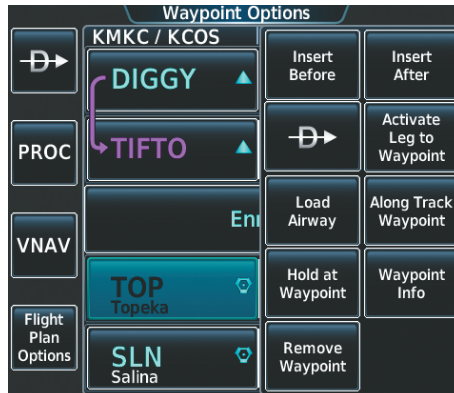 Waypoint Options
KMKC / KCOS
D
DIGGY
Insert
Before
Insert
After
PROC
TIFTO
D
Activate
Leg to
Waypoint
VNAV
Load
Airway
Along Track
Waypoint
TOP
Topeka
Hold at
Waypoint
Waypoint
Info
Flight
Plan
Options
SLN
Salina
Remove
Waypoint